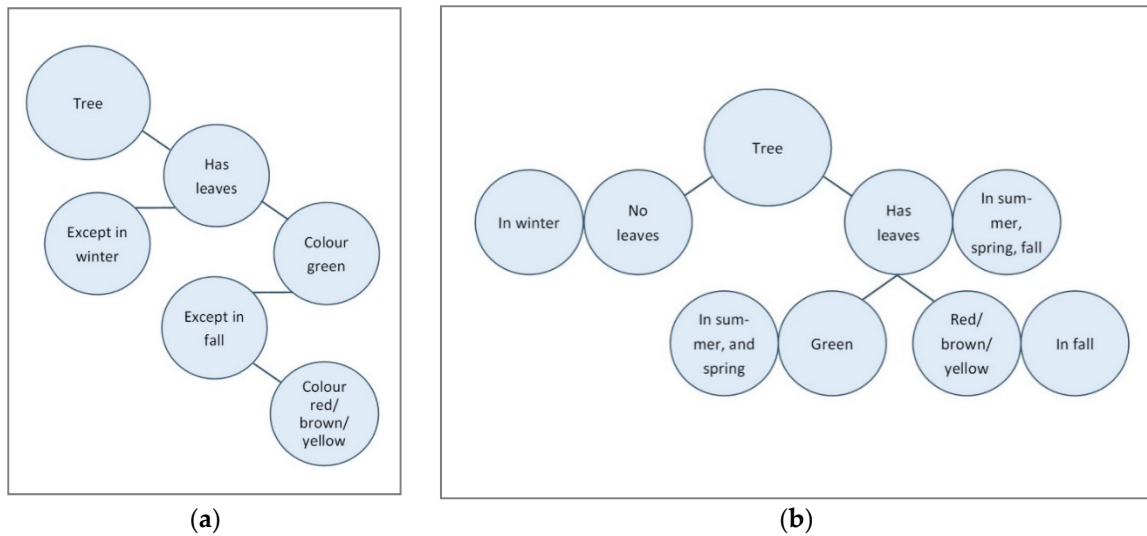 Tree
Has
leaves
Except in
winter
Colour
green
Except in
fall
Colour
red/
brown/
yellow
(a)
Tree
In winter
No
leaves
Has
leaves
In sum-
mer,
spring, fall
In sum-
mer, and
spring
Green
Red/
brown/
yellow
In fall
(b)